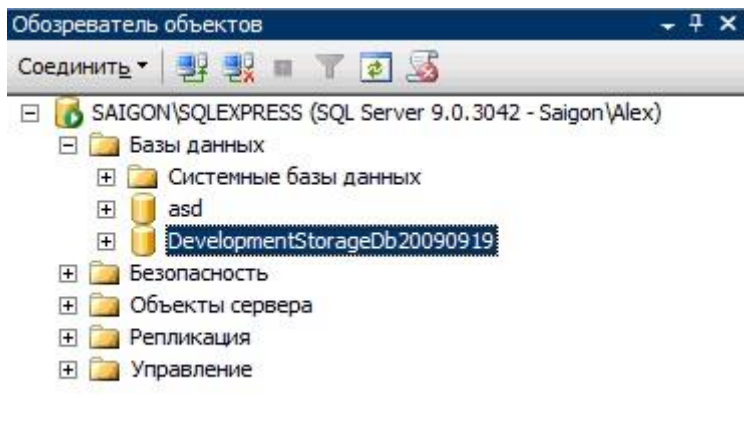 Обозреватель объектов
Соединить
SAIGON\SQLEXPRESS (SQL Server 9.0.3042 - Saigon\Alex)
Базы данных
Системные базы данных
asd
DevelopmentStorageDb20090919
Безопасность
Объекты сервера
Репликация
Управление